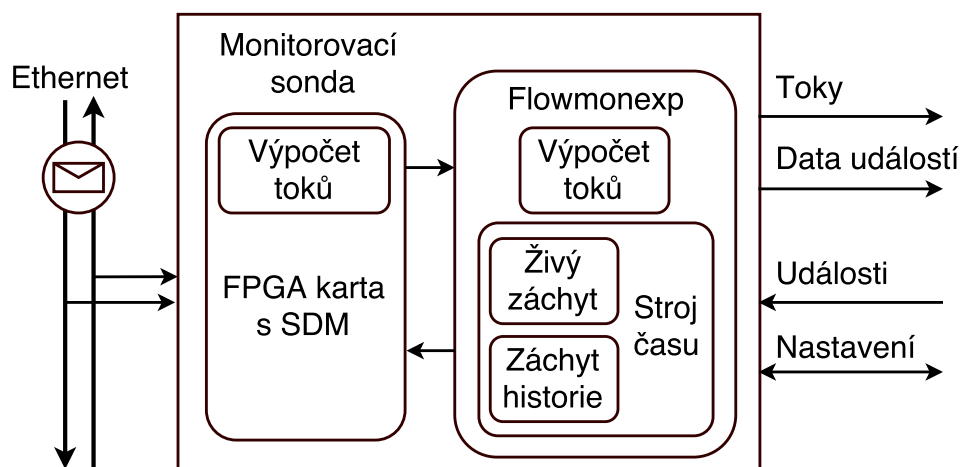 Ethernet
Monitorovací
sonda
Výpočet
toků
FPGA karta
s SDM
Flowmonexp
Výpočet
toků
Živý
záchyt
Záchyt
historie
Stroj
času
Toky
Data událostí
Události
Nastavení